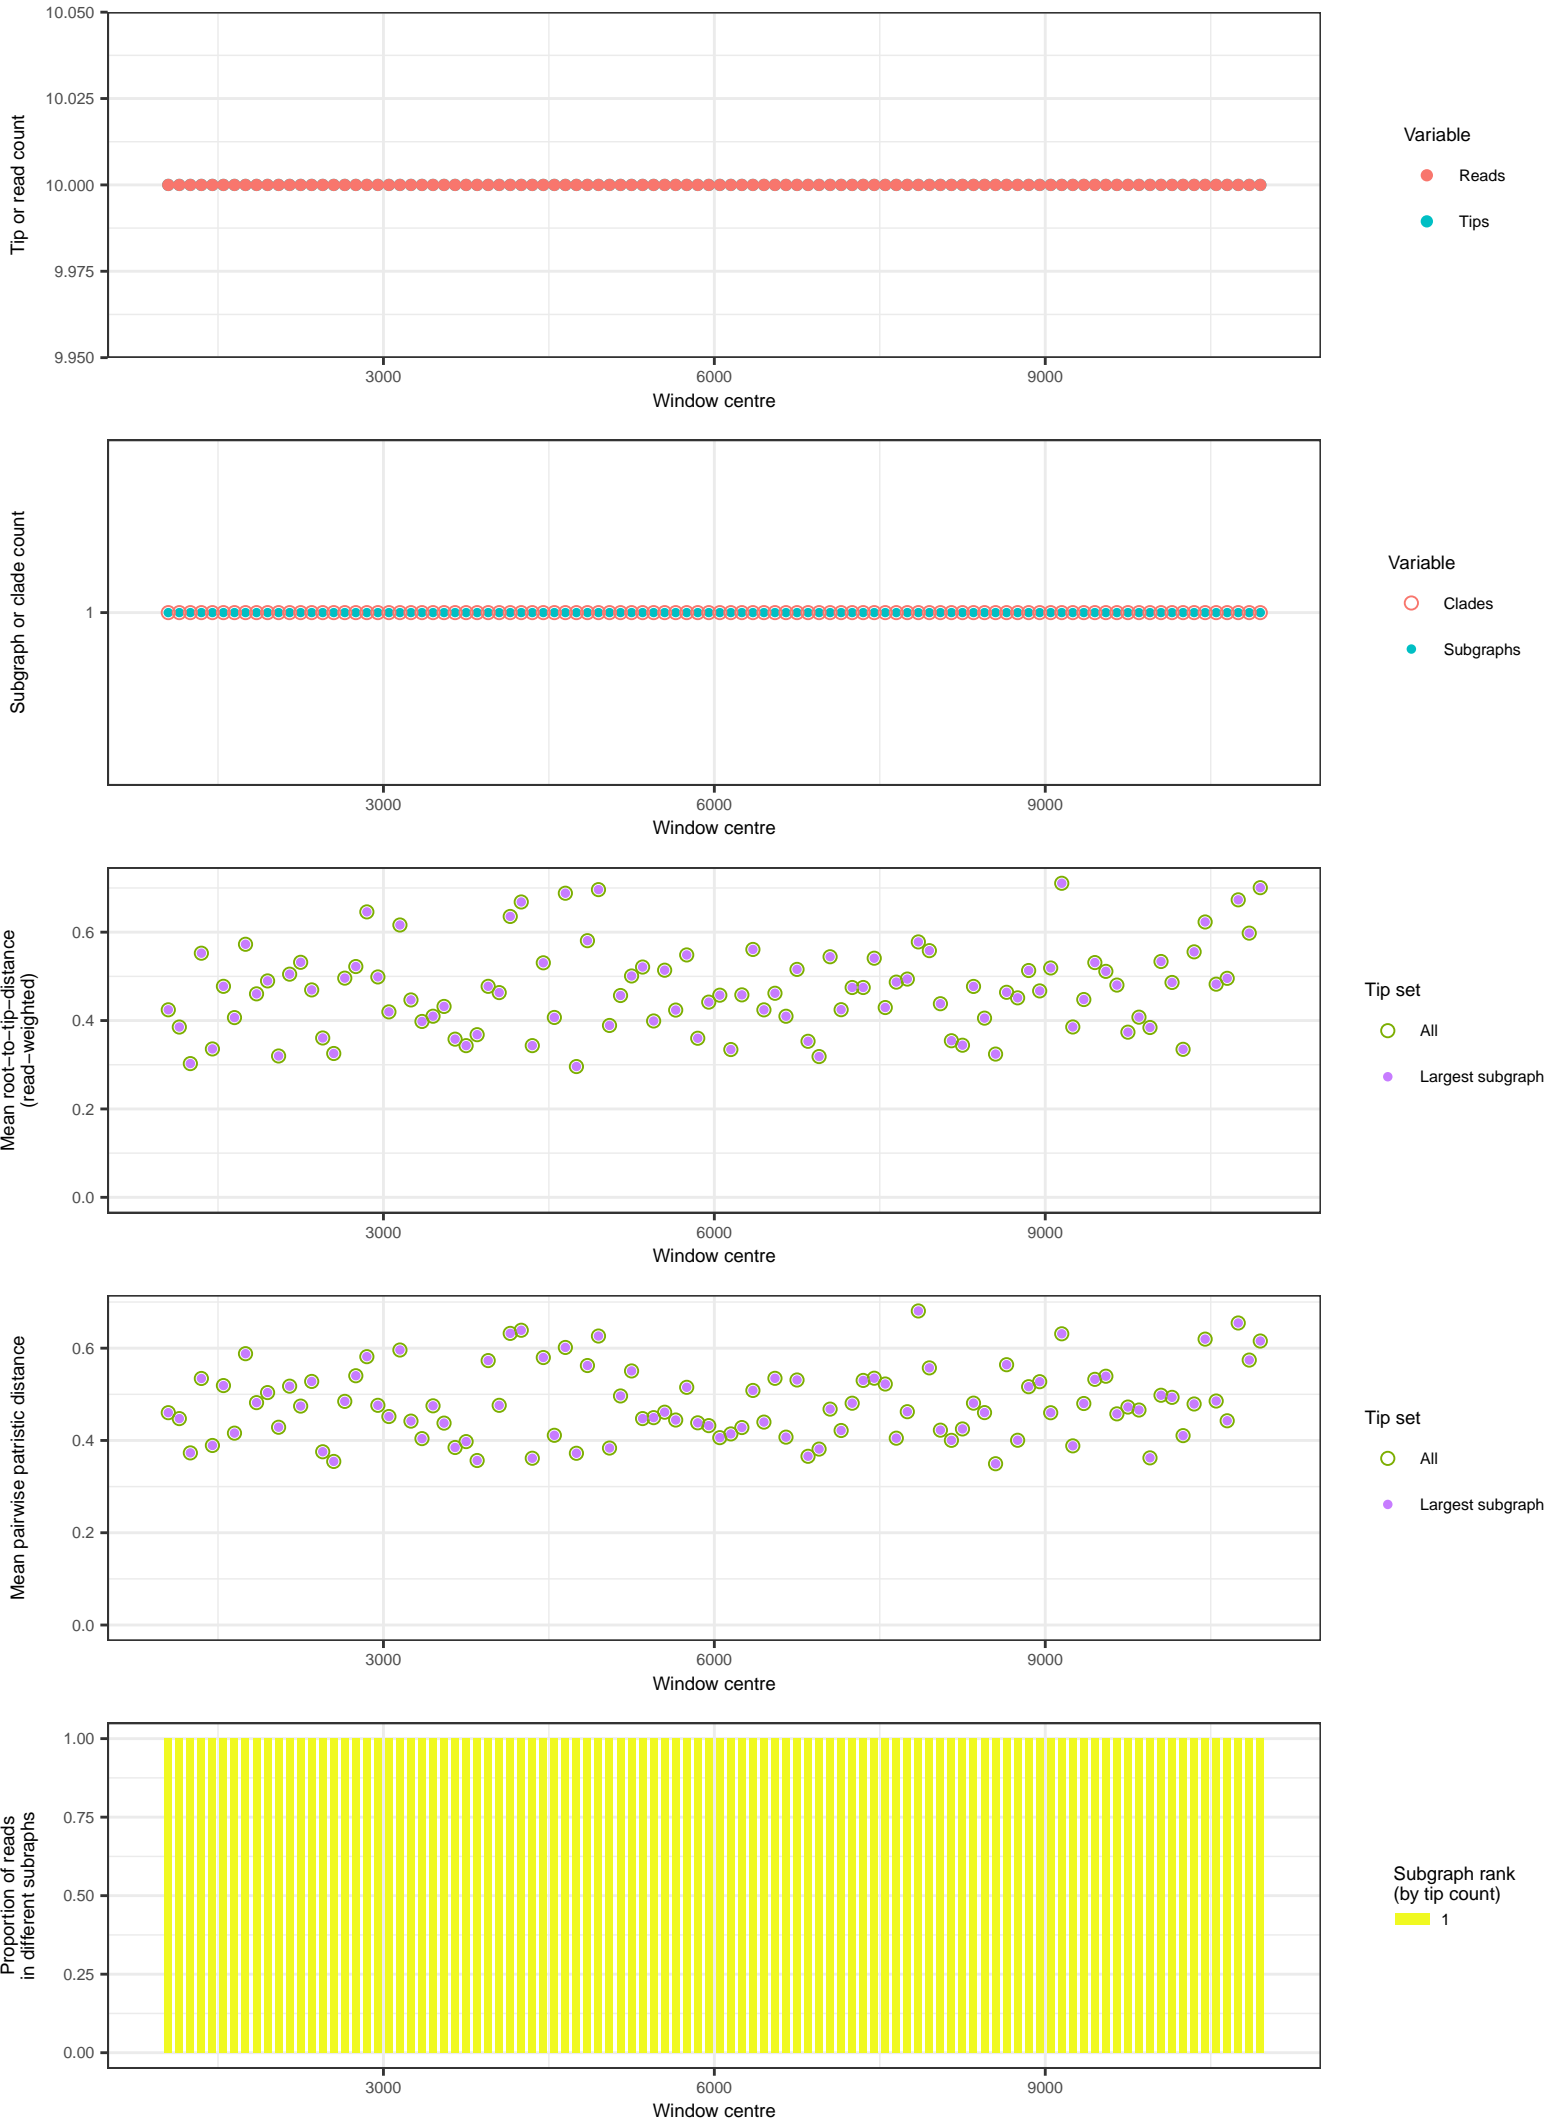 10.050
10.025
10.000
9.975
9.950
Tip or read count
3000
6000
9000
Window centre
Variable
Reads
Tips
1
Subgraph or clade count
3000
6000
9000
Window centre
Variable
Clades
Subgraphs
0.6
0.4
0.2
0.0
Mean root−to−tip−distance
(read−weighted)
3000
6000
9000
Window centre
Tip set
All
Largest subgraph
0.6
0.4
0.2
0.0
Mean pairwise patristic distance
3000
6000
9000
Window centre
Tip set
All
Largest subgraph
1.00
0.75
0.50
0.25
0.00
Proportion of reads
in different subraphs
3000
6000
9000
Window centre
Subgraph rank
(by tip count)
1